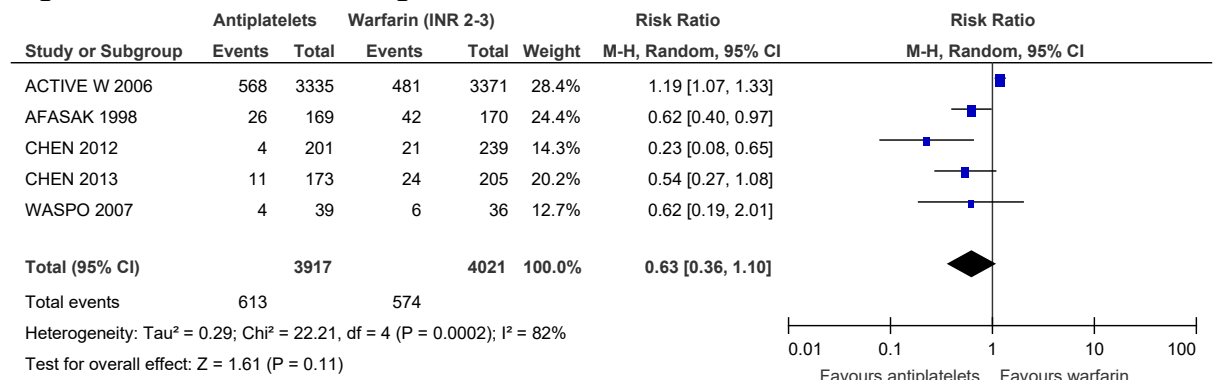 Antiplatelets Warfarin (INR 2-3) Risk Ratio Risk Ratio
Study or Subgroup Events Total Events Total Weight M-H, Random, 95% CI M-H, Random, 95% CI
ACTIVE W 2006 568 3335 481 3371 28.4% 1.19 [1.07, 1.33]
AFASAK 1998 26 169 42 170 24.4% 0.62 [0.40, 0.97]
CHEN 2012 4 201 21 239 14.3% 0.23 [0.08, 0.65]
CHEN 2013 11 173 24 205 20.2% 0.54 [0.27, 1.08]
WASPO 2007 4 39 6 36 12.7% 0.62 [0.19, 2.01]
Total (95% CI) 3917 4021 100.0% 0.63 [0.36, 1.10]
Total events 613 574
Heterogeneity: Tau² = 0.29; Chi² = 22.21, df = 4 (P = 0.0002); I² = 82%
Test for overall effect: Z = 1.61 (P = 0.11)
0.01 0.1 1 10 100
Favours antiplatelets Favours warfarin